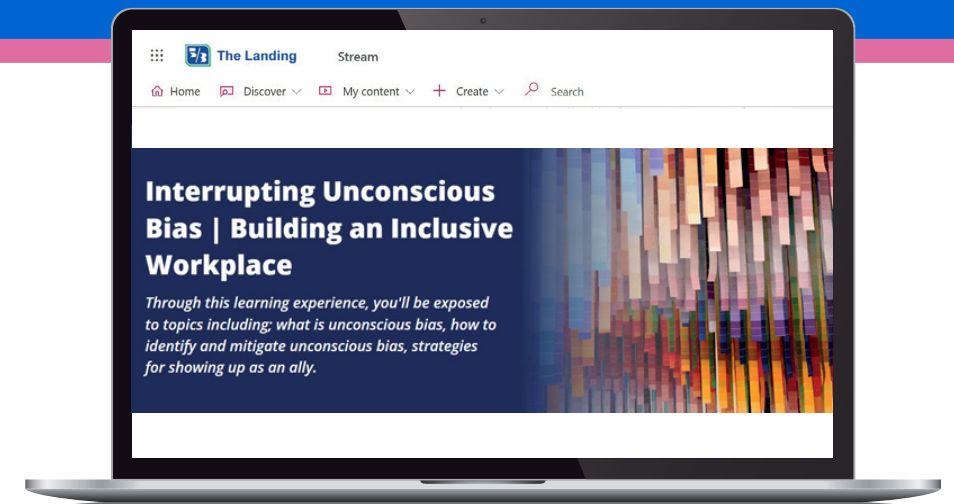 5/3 The Landing Stream
Home Discover My content Create Search
Interrupting Unconscious
Bias | Building an Inclusive
Workplace
Through this learning experience, you'll be exposed
to topics including; what is unconscious bias, how to
identify and mitigate unconscious bias, strategies
for showing up as an ally.